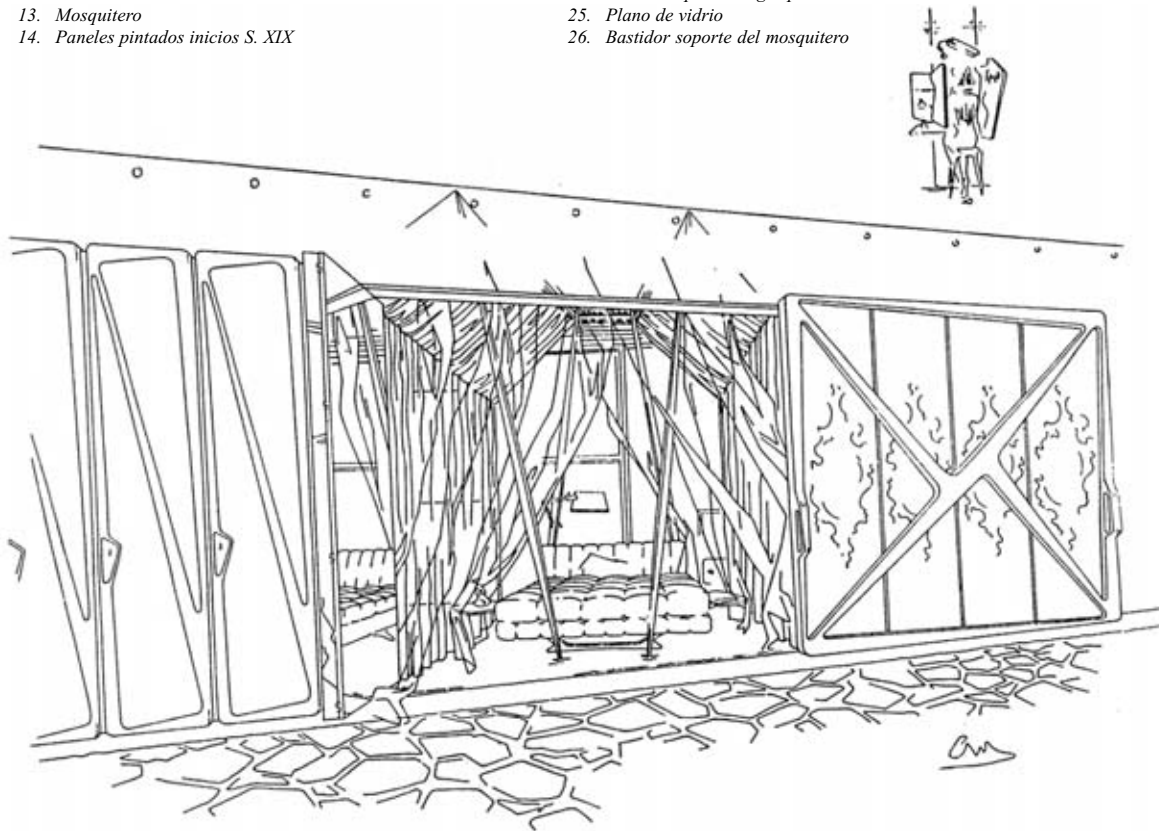 13. Mosquitero
14. Paneles pintados inicios S. XIX
25. Plano de vidrio
26. Bastidor soporte del mosquitero